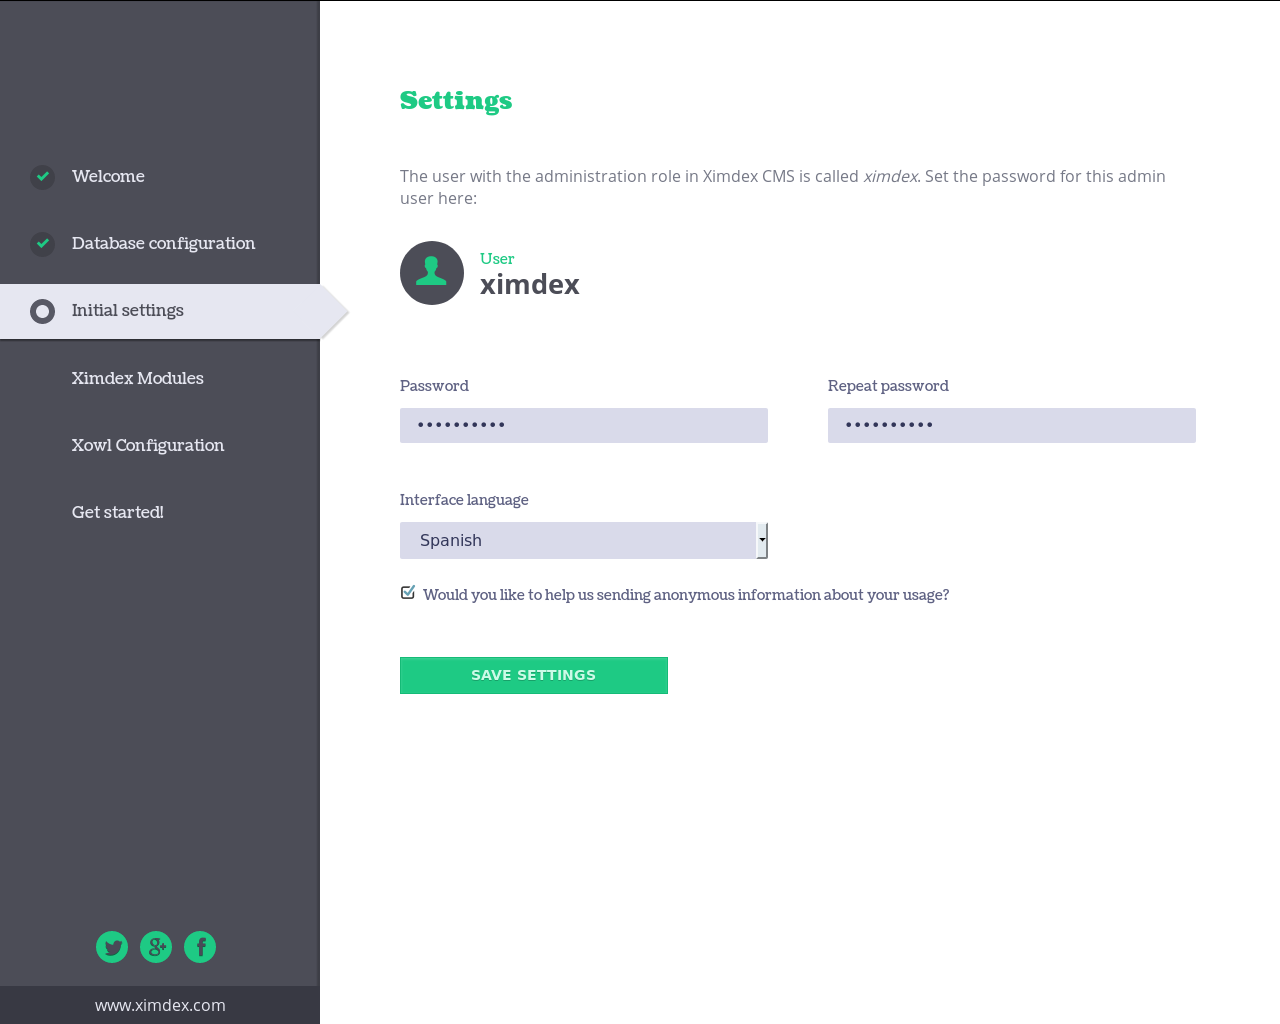 Welcome
Database configuration
Initial settings
Ximdex Modules
Xowl Configuration
Get started!
www.ximdex.com
Settings
The user with the administration role in Ximdex CMS is called ximdex. Set the password for this admin
user here:
User
ximdex
Password
Repeat password
••••••••••
••••••••••
Interface language
Spanish
Would you like to help us sending anonymous information about your usage?
SAVE SETTINGS